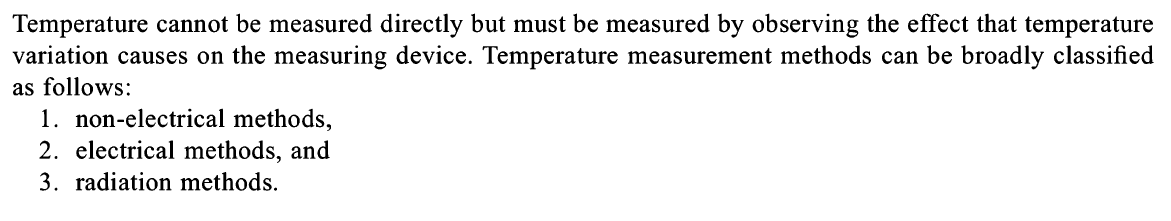 Temperature cannot be measured directly but must be measured by observing the effect that temperature
variation causes on the measuring device. Temperature measurement methods can be broadly classified
as follows:
1. non-electrical methods,
2. electrical methods, and
3. radiation methods.